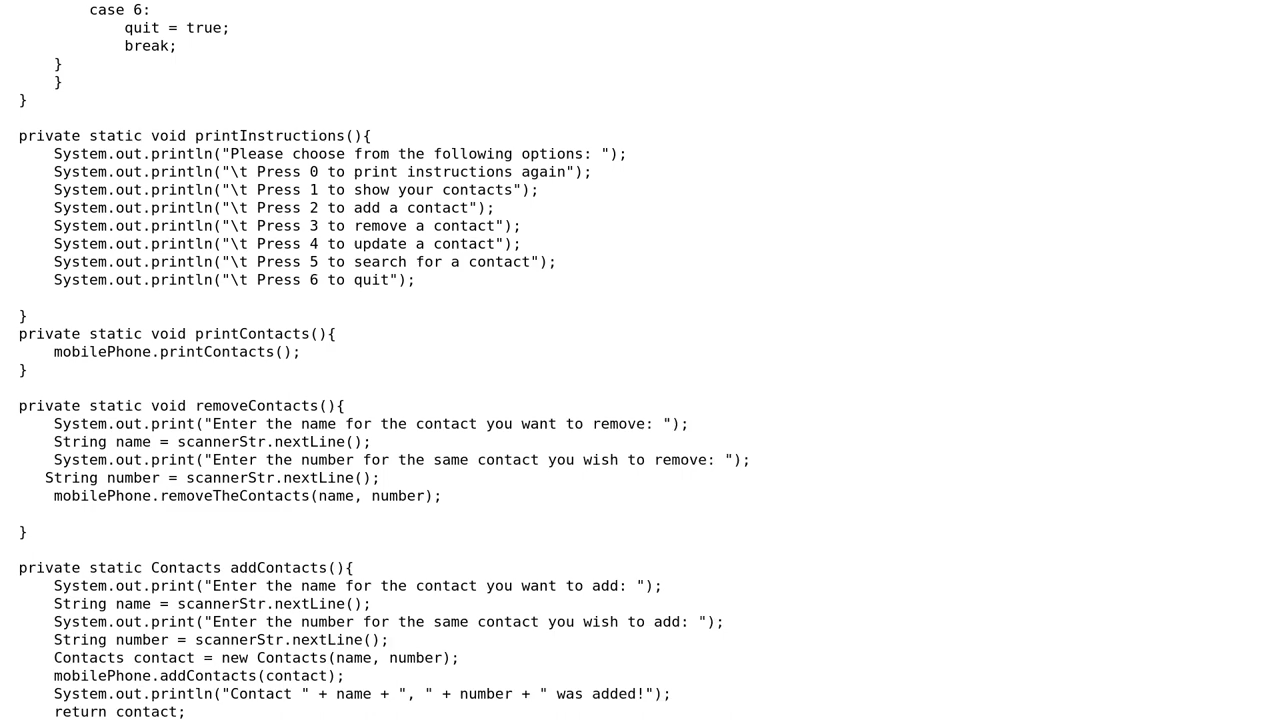 case 6:
            quit = true;
            break;
    }
    }
}

private static void printInstructions(){
    System.out.println("Please choose from the following options: ");
    System.out.println("\t Press 0 to print instructions again");
    System.out.println("\t Press 1 to show your contacts");
    System.out.println("\t Press 2 to add a contact");
    System.out.println("\t Press 3 to remove a contact");
    System.out.println("\t Press 4 to update a contact");
    System.out.println("\t Press 5 to search for a contact");
    System.out.println("\t Press 6 to quit");

}
private static void printContacts(){
    mobilePhone.printContacts();
}

private static void removeContacts(){
    System.out.print("Enter the name for the contact you want to remove: ");
    String name = scannerStr.nextLine();
    System.out.print("Enter the number for the same contact you wish to remove: ");
   String number = scannerStr.nextLine();
    mobilePhone.removeTheContacts(name, number);

}

private static Contacts addContacts(){
    System.out.print("Enter the name for the contact you want to add: ");
    String name = scannerStr.nextLine();
    System.out.print("Enter the number for the same contact you wish to add: ");
    String number = scannerStr.nextLine();
    Contacts contact = new Contacts(name, number);
    mobilePhone.addContacts(contact);
    System.out.println("Contact " + name + ", " + number + " was added!");
    return contact;